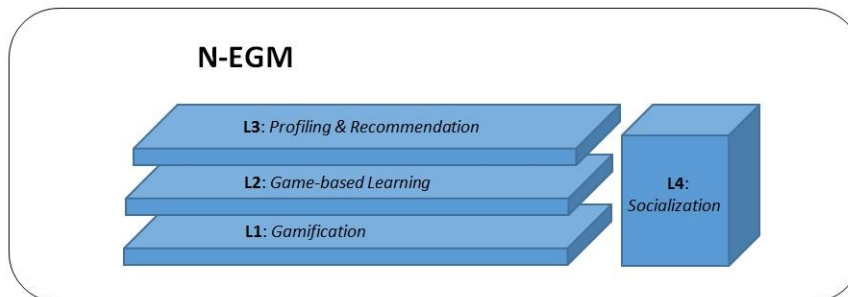 N-EGM
L3: Profiling & Recommendation
L2: Game-based Learning
L1: Gamification
L4:
Socialization